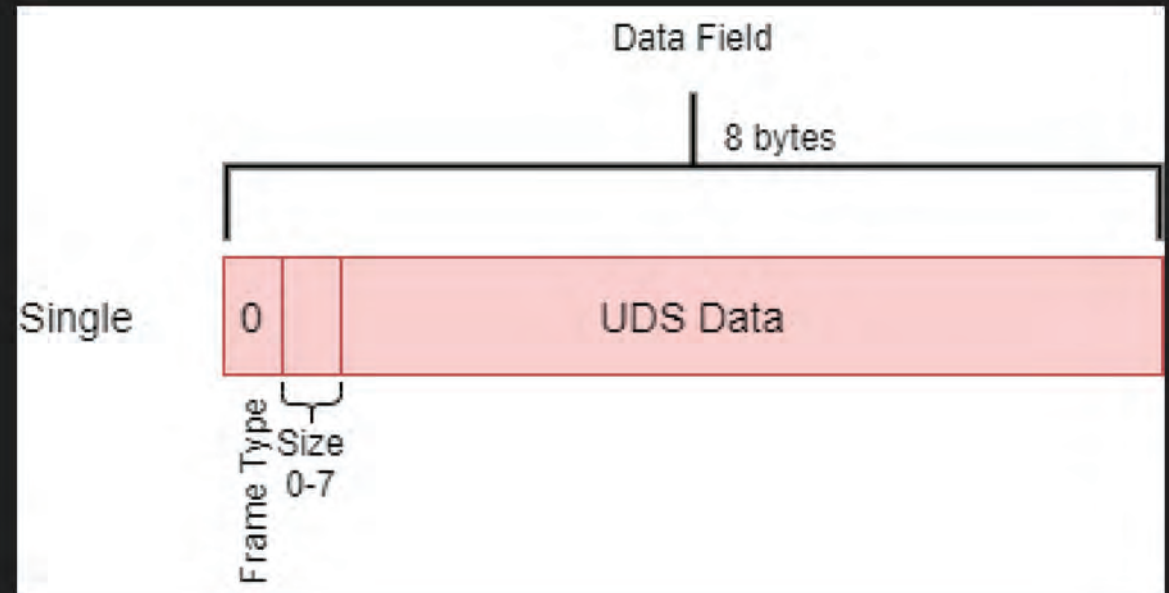 Data Field
8 bytes
Single
0
UDS Data
Frame Type
Size
0-7